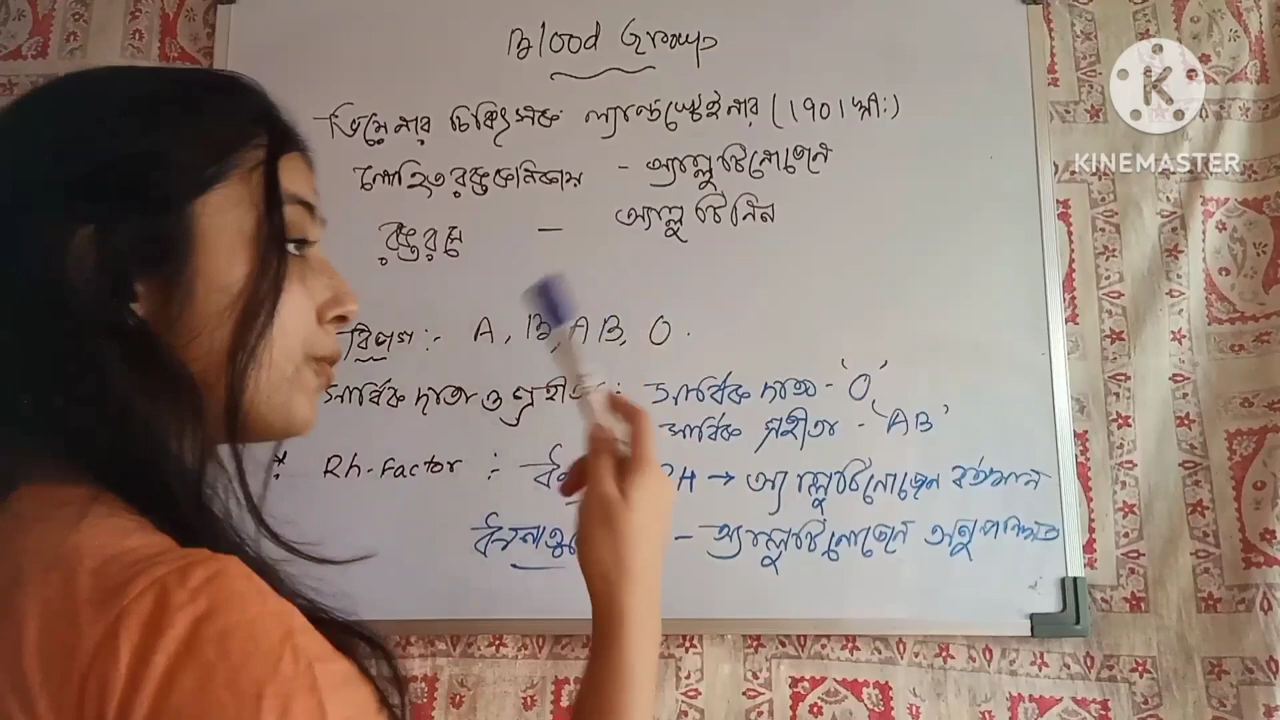 Blood Group
ভিয়েনার চিকিৎসক ল্যান্ডস্টেইনার (1901 খ্রীঃ)
লোহিত রক্তকনিকায় - অ্যাগ্লুটিনোজেন
রক্তরসে - অ্যাগ্লুটিনিন
বিভাগ :- A, B, AB, O.
সার্বিক দাতা ও গ্রহীতা : সার্বিক দাতা - 'O',
সার্বিক গ্রহীতা - 'AB'
* Rh-Factor : → অ্যাগ্লুটিনোজেন বর্তমান
- অ্যাগ্লুটিনোজেন অনুপস্থিত
K
KINEMASTER